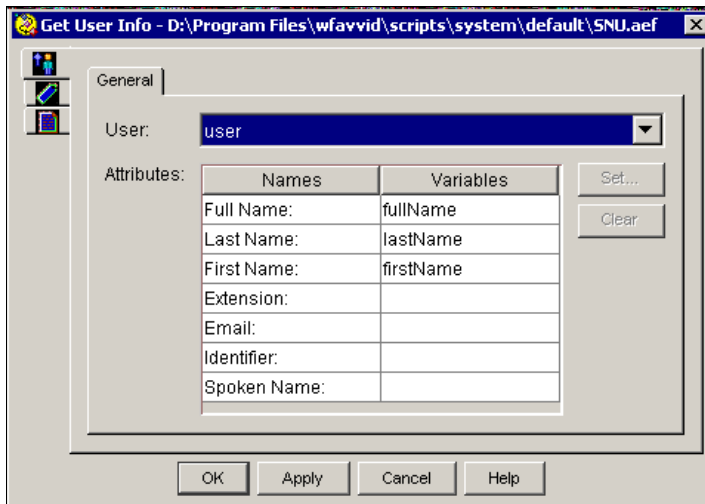 Get User Info - D:\Program Files\wfavvid\scripts\system\default\SNU.aef
General
User: user
Attributes: Names Variables Set...
Full Name: fullName Clear
Last Name: lastName
First Name: firstName
Extension:
Email:
Identifier:
Spoken Name:
OK Apply Cancel Help